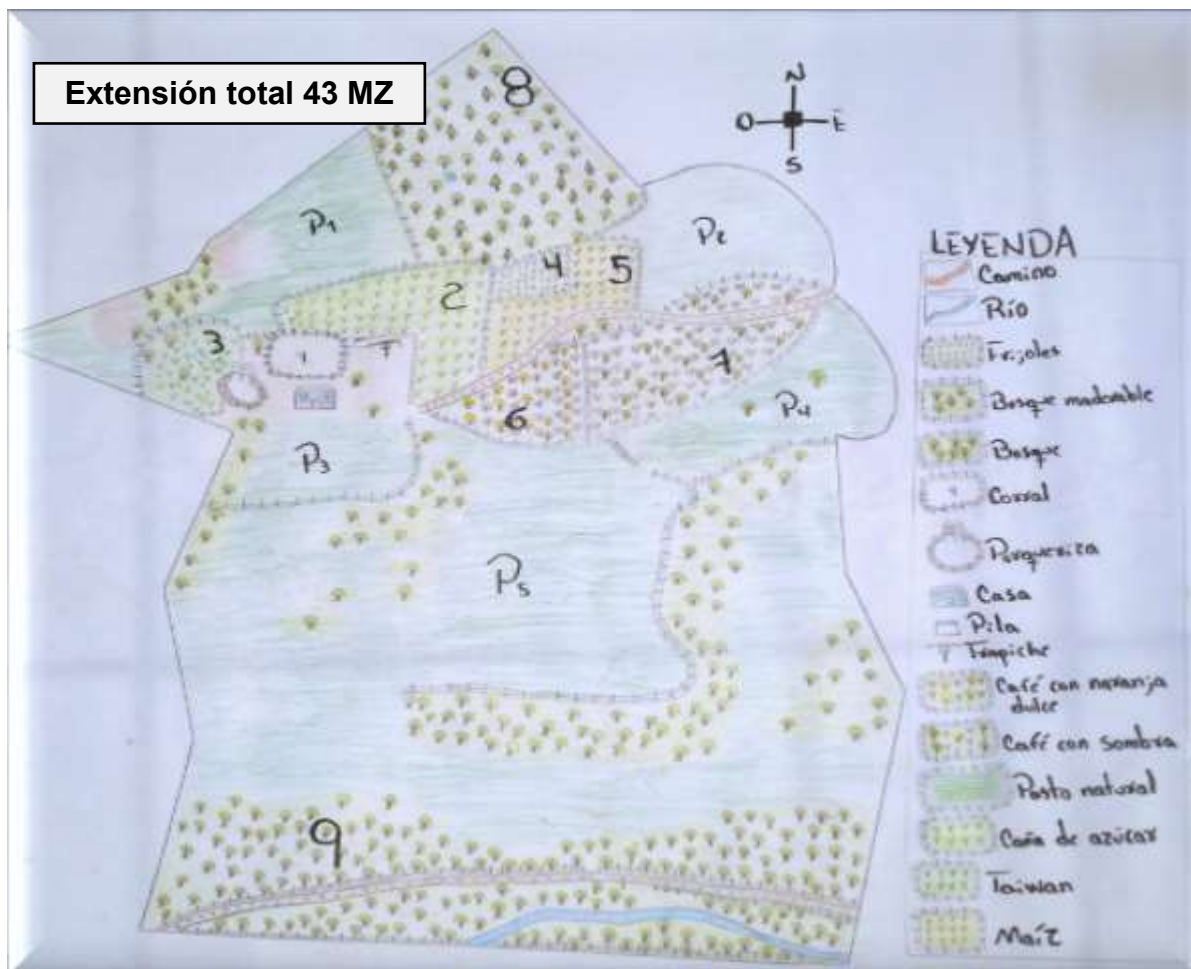 Extensión total 43 MZ
8
N
O E
S
P1
P2
LEYENDA
Camino
Río
Frijoles
Bosque maderable
Bosque
Corral
Porqueriza
Casa
Pila
Trapiche
Café con naranja
dulce
Café con sombra
Pasto natural
Caña de azúcar
Taiwan
Maíz
4
5
2
3
1
T
7
6
P4
P3
P5
9